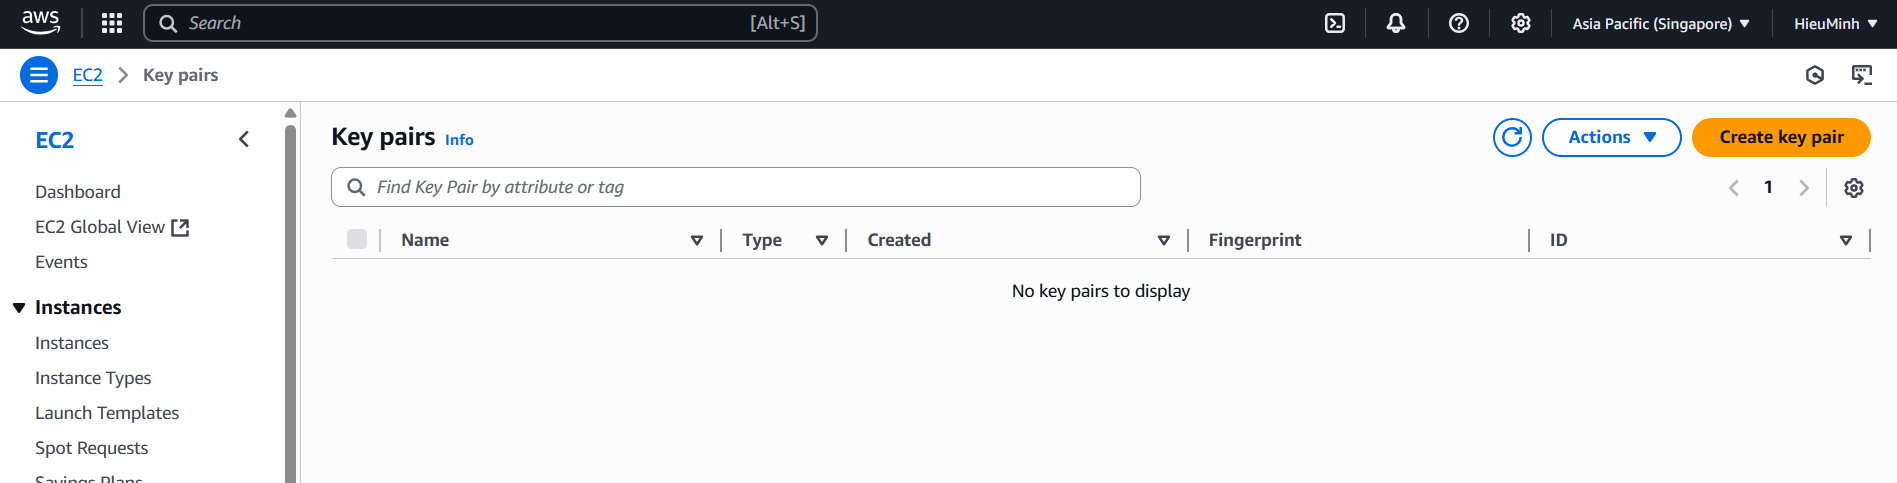 aws
Search [Alt+S]
Asia Pacific (Singapore) HieuMinh
EC2 Key pairs
EC2
Dashboard
EC2 Global View
Events
Instances
Instances
Instance Types
Launch Templates
Spot Requests
Savings Plans
Key pairs Info
Actions Create key pair
Find Key Pair by attribute or tag
1
Name Type Created Fingerprint ID
No key pairs to display